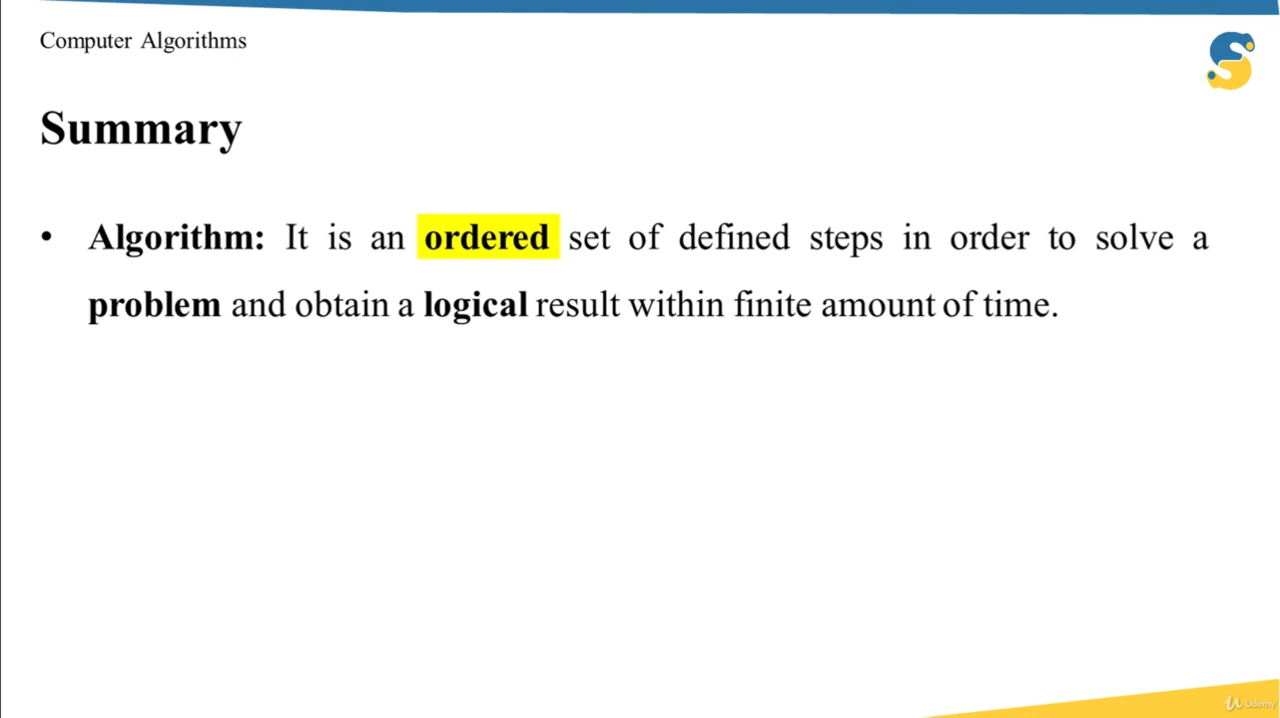 Computer Algorithms
Summary
• Algorithm: It is an ordered set of defined steps in order to solve a
problem and obtain a logical result within finite amount of time.
Udemy